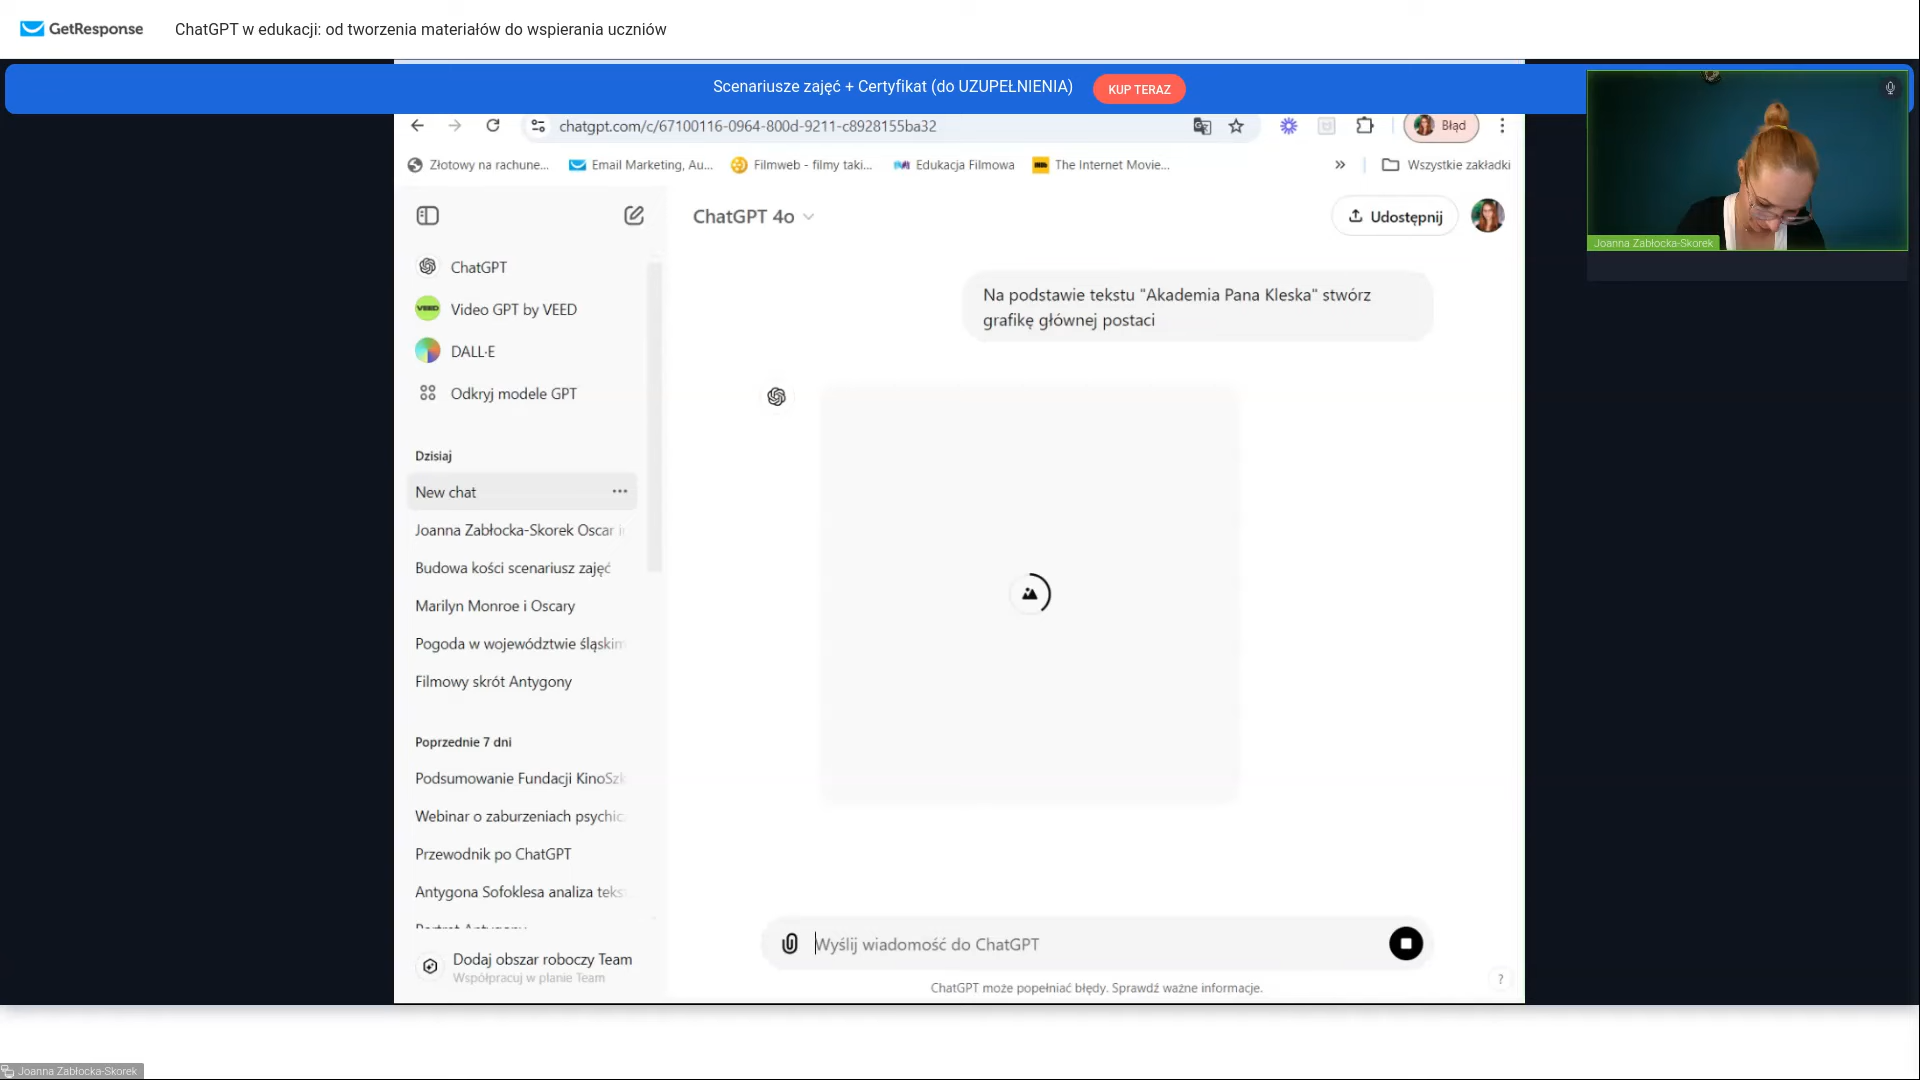 GetResponse
ChatGPT w edukacji: od tworzenia materiałów do wspierania uczniów
Scenariusze zajęć + Certyfikat (do UZUPEŁNIENIA)
KUP TERAZ
chatgpt.com/c/67100116-0964-800d-9211-c8928155ba32
Błąd
Złotowy na rachune...
Email Marketing, Au...
Filmweb - filmy taki...
Edukacja Filmowa
The Internet Movie...
Wszystkie zakładki
Joanna Zabłocka-Skorek
ChatGPT 4o
Udostępnij
ChatGPT
VEED
Video GPT by VEED
DALL·E
Odkryj modele GPT
Dzisiaj
New chat
Joanna Zabłocka-Skorek Oscar i
Budowa kości scenariusz zajęć
Marilyn Monroe i Oscary
Pogoda w województwie śląskim
Filmowy skrót Antygony
Poprzednie 7 dni
Podsumowanie Fundacji KinoSzk
Webinar o zaburzeniach psychic
Przewodnik po ChatGPT
Antygona Sofoklesa analiza teks
Portret Antygony
Dodaj obszar roboczy Team
Współpracuj w planie Team
Na podstawie tekstu "Akademia Pana Kleska" stwórz
grafikę głównej postaci
Wyślij wiadomość do ChatGPT
ChatGPT może popełniać błędy. Sprawdź ważne informacje.
?
Joanna Zabłocka-Skorek